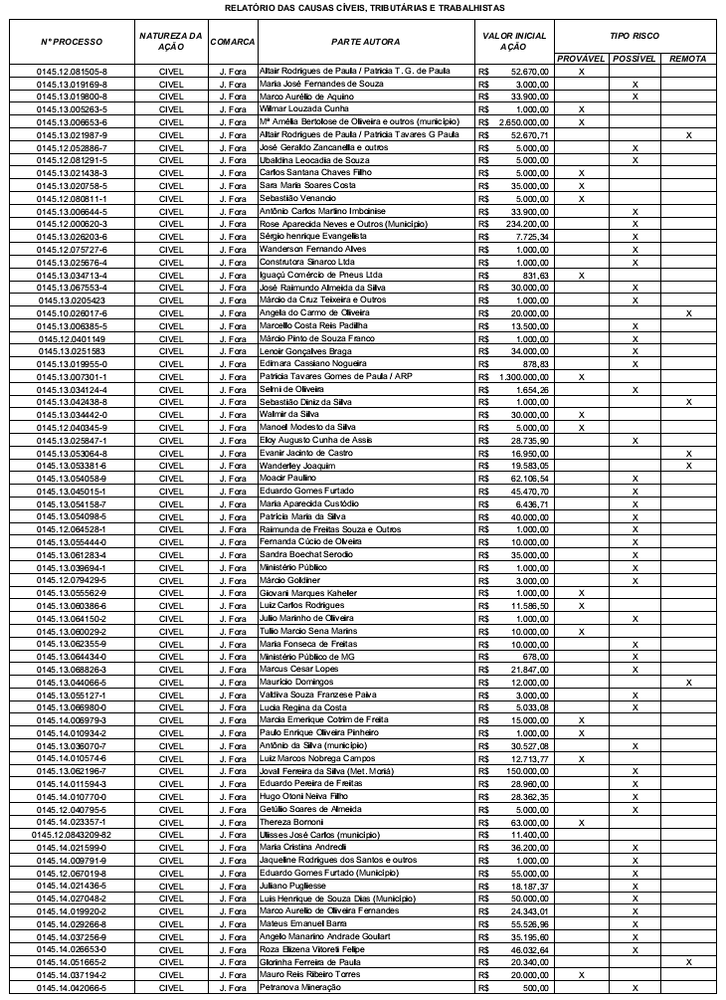 RELATÓRIO DAS CAUSAS CÍVEIS, TRIBUTÁRIAS E TRABALHISTAS
Nº PROCESSO NATUREZA DA AÇÃO COMARCA PARTE AUTORA VALOR INICIAL AÇÃO TIPO RISCO
PROVÁVEL POSSÍVEL REMOTA
0145.12.081505-8 CIVEL J. Fora Altair Rodrigues de Paula / Patricia T. G. de Paula R$ 52.670,00 X
0145.13.019169-8 CIVEL J. Fora Maria José Fernandes de Souza R$ 3.000,00 X
0145.13.019800-8 CIVEL J. Fora Marco Aurélio de Aquino R$ 33.900,00 X
0145.13.005263-5 CIVEL J. Fora Wilmar Louzada Cunha R$ 1.000,00 X
0145.13.006653-6 CIVEL J. Fora Mª Amélia Bertolose de Oliveira e outros (município) R$ 2.650.000,00 X
0145.13.021987-9 CIVEL J. Fora Altair Rodrigues de Paula / Patricia Tavares G Paula R$ 52.670,71 X
0145.12.052886-7 CIVEL J. Fora José Geraldo Zancanella e outros R$ 5.000,00 X
0145.12.081291-5 CIVEL J. Fora Ubaldina Leocadia de Souza R$ 5.000,00 X
0145.13.021438-3 CIVEL J. Fora Carlos Santana Chaves Filho R$ 5.000,00 X
0145.13.020758-5 CIVEL J. Fora Sara Maria Soares Costa R$ 35.000,00 X
0145.12.080811-1 CIVEL J. Fora Sebastião Venancio R$ 5.000,00 X
0145.13.006644-5 CIVEL J. Fora Antônio Carlos Martino Imboinise R$ 33.900,00 X
0145.12.000620-3 CIVEL J. Fora Rose Aparecida Neves e Outros (Municipio) R$ 234.200,00 X
0145.13.026203-6 CIVEL J. Fora Sérgio henrique Evangelista R$ 7.725,34 X
0145.12.075727-6 CIVEL J. Fora Wanderson Fernando Alves R$ 1.000,00 X
0145.13.025676-4 CIVEL J. Fora Construtora Sinarco Ltda R$ 1.000,00 X
0145.13.034713-4 CIVEL J. Fora Iguaçú Comércio de Pneus Ltda R$ 831,63 X
0145.13.067553-4 CIVEL J. Fora José Raimundo Almeida da Silva R$ 30.000,00 X
0145.13.0205423 CIVEL J. Fora Márcio da Cruz Teixeira e Outros R$ 1.000,00 X
0145.10.026017-6 CIVEL J. Fora Angela do Carmo de Oliveira R$ 20.000,00 X
0145.13.006385-5 CIVEL J. Fora Marcello Costa Reis Padilha R$ 13.500,00 X
0145.12.0401149 CIVEL J. Fora Márcio Pinto de Souza Franco R$ 1.000,00 X
0145.13.0251583 CIVEL J. Fora Lenoir Gonçalves Braga R$ 34.000,00 X
0145.13.019955-0 CIVEL J. Fora Edimara Cassiano Nogueira R$ 878,83 X
0145.13.007301-1 CIVEL J. Fora Patricia Tavares Gomes de Paula / ARP R$ 1.300.000,00 X
0145.13.034124-4 CIVEL J. Fora Selmi de Oliveira R$ 1.654,26 X
0145.13.042438-8 CIVEL J. Fora Sebastião Diniz da Silva R$ 1.000,00 X
0145.13.034442-0 CIVEL J. Fora Walmir da Silva R$ 30.000,00 X
0145.12.040345-9 CIVEL J. Fora Manoel Modesto da Silva R$ 5.000,00 X
0145.13.025847-1 CIVEL J. Fora Elloy Augusto Cunha de Assis R$ 28.735,90 X
0145.13.053064-8 CIVEL J. Fora Evanir Jacinto de Castro R$ 16.950,00 X
0145.13.053381-6 CIVEL J. Fora Wanderley Joaquim R$ 19.583,05 X
0145.13.054058-9 CIVEL J. Fora Moacir Paulino R$ 62.106,54 X
0145.13.045015-1 CIVEL J. Fora Eduardo Gomes Furtado R$ 45.470,70 X
0145.13.054158-7 CIVEL J. Fora Maria Aparecida Custódio R$ 6.436,71 X
0145.13.054098-5 CIVEL J. Fora Patrícia Maria da Silva R$ 40.000,00 X
0145.12.064528-1 CIVEL J. Fora Raimunda de Freitas Souza e Outros R$ 1.000,00 X
0145.13.055444-0 CIVEL J. Fora Fernanda Cúcio de Olveira R$ 10.000,00 X
0145.13.061283-4 CIVEL J. Fora Sandra Boechat Serodio R$ 35.000,00 X
0145.13.039694-1 CIVEL J. Fora Ministério Público R$ 1.000,00 X
0145.12.079429-5 CIVEL J. Fora Márcio Goldiner R$ 3.000,00 X
0145.13.055562-9 CIVEL J. Fora Giovani Marques Kaheler R$ 1.000,00 X
0145.13.060386-6 CIVEL J. Fora Luiz Carlos Rodrigues R$ 11.586,50 X
0145.13.064150-2 CIVEL J. Fora Julio Marinho de Oliveira R$ 1.000,00 X
0145.13.060029-2 CIVEL J. Fora Tulio Marcio Sena Marins R$ 10.000,00 X
0145.13.062355-9 CIVEL J. Fora Maria Fonseca de Freitas R$ 10.000,00 X
0145.13.064434-0 CIVEL J. Fora Ministério Público de MG R$ 678,00 X
0145.13.068826-3 CIVEL J. Fora Marcus Cesar Lopes R$ 21.847,00 X
0145.13.044066-5 CIVEL J. Fora Maurício Domingos R$ 12.000,00 X
0145.13.055127-1 CIVEL J. Fora Valdiva Souza Franzese Paiva R$ 3.000,00 X
0145.13.066980-0 CIVEL J. Fora Lucia Regina da Costa R$ 5.033,08 X
0145.14.006979-3 CIVEL J. Fora Marcia Emerique Cotrim de Freita R$ 15.000,00 X
0145.14.010934-2 CIVEL J. Fora Paulo Enrique Oliveira Pinheiro R$ 1.000,00 X
0145.13.036070-7 CIVEL J. Fora Antônio da Silva (município) R$ 30.527,08 X
0145.14.010574-6 CIVEL J. Fora Luiz Marcos Nobrega Campos R$ 12.713,77 X
0145.13.062196-7 CIVEL J. Fora Joval Ferreira da Silva (Met. Moriá) R$ 150.000,00 X
0145.14.011594-3 CIVEL J. Fora Eduardo Pereira de Freitas R$ 28.960,00 X
0145.14.010770-0 CIVEL J. Fora Hugo Otoni Neiva Filho R$ 28.362,35 X
0145.12.040795-5 CIVEL J. Fora Getúlio Soares de Almeida R$ 5.000,00 X
0145.14.023357-1 CIVEL J. Fora Thereza Bornoni R$ 63.000,00 X
0145.12.0843209-82 CIVEL J. Fora Ulisses José Carlos (município) R$ 11.400,00
0145.14.021599-0 CIVEL J. Fora Maria Cristina Andreoli R$ 36.200,00 X
0145.14.009791-9 CIVEL J. Fora Jaqueline Rodrigues dos Santos e outros R$ 1.000,00 X
0145.12.067019-8 CIVEL J. Fora Eduardo Gomes Furtado (Município) R$ 55.000,00 X
0145.14.021436-5 CIVEL J. Fora Juliano Pugliesse R$ 18.187,37 X
0145.14.027048-2 CIVEL J. Fora Luis Henrique de Souza Dias (Municipio) R$ 50.000,00 X
0145.14.019920-2 CIVEL J. Fora Marco Aurelio de Oliveira Fernandes R$ 24.343,01 X
0145.14.029266-8 CIVEL J. Fora Mateus Emanuel Barra R$ 55.526,96 X
0145.14.037256-9 CIVEL J. Fora Angelo Manarino Andrade Goulart R$ 35.195,60 X
0145.14.026653-0 CIVEL J. Fora Roza Elizena Vitoreti Felipe R$ 46.032,64 X
0145.14.051665-2 CIVEL J. Fora Glorinha Ferreira de Paula R$ 20.340,00 X
0145.14.037194-2 CIVEL J. Fora Mauro Reis Ribeiro Torres R$ 20.000,00 X
0145.14.042066-5 CIVEL J. Fora Petranova Mineração R$ 500,00 X